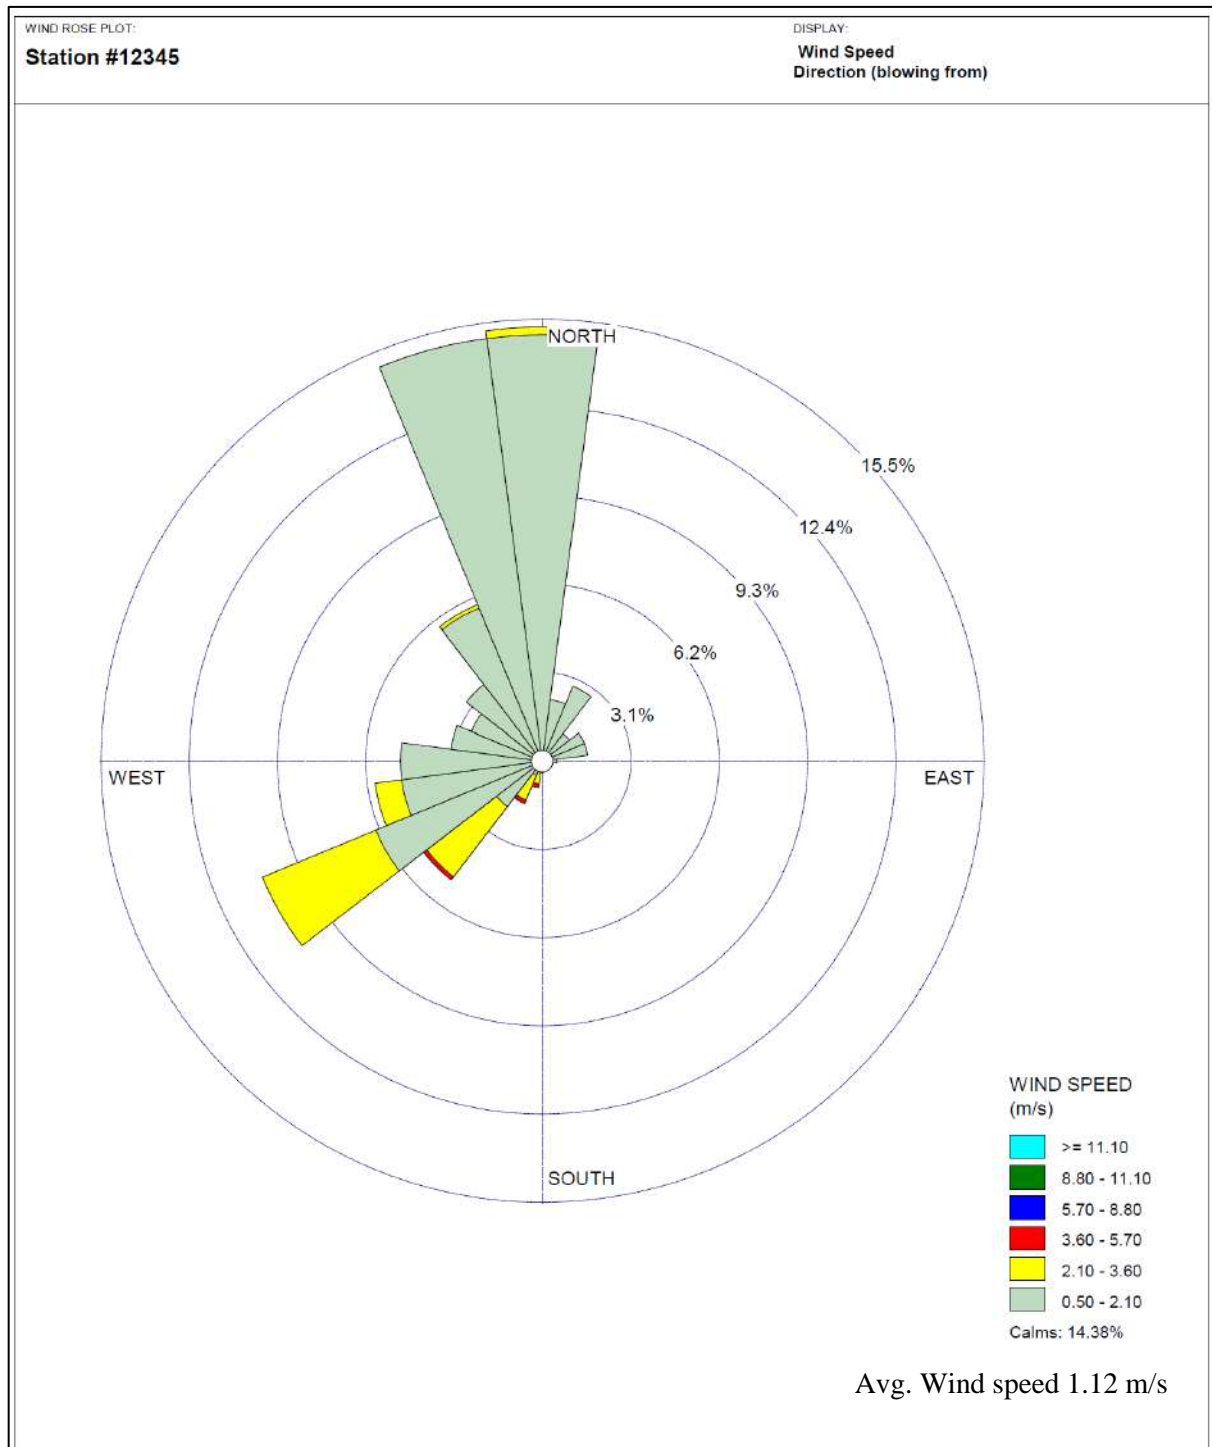 WIND ROSE PLOT:
Station #12345
DISPLAY:
Wind Speed
Direction (blowing from)
NORTH
15.5%
12.4%
9.3%
6.2%
3.1%
WEST
EAST
SOUTH
WIND SPEED
(m/s)
>= 11.10
8.80 - 11.10
5.70 - 8.80
3.60 - 5.70
2.10 - 3.60
0.50 - 2.10
Calms: 14.38%
Avg. Wind speed 1.12 m/s